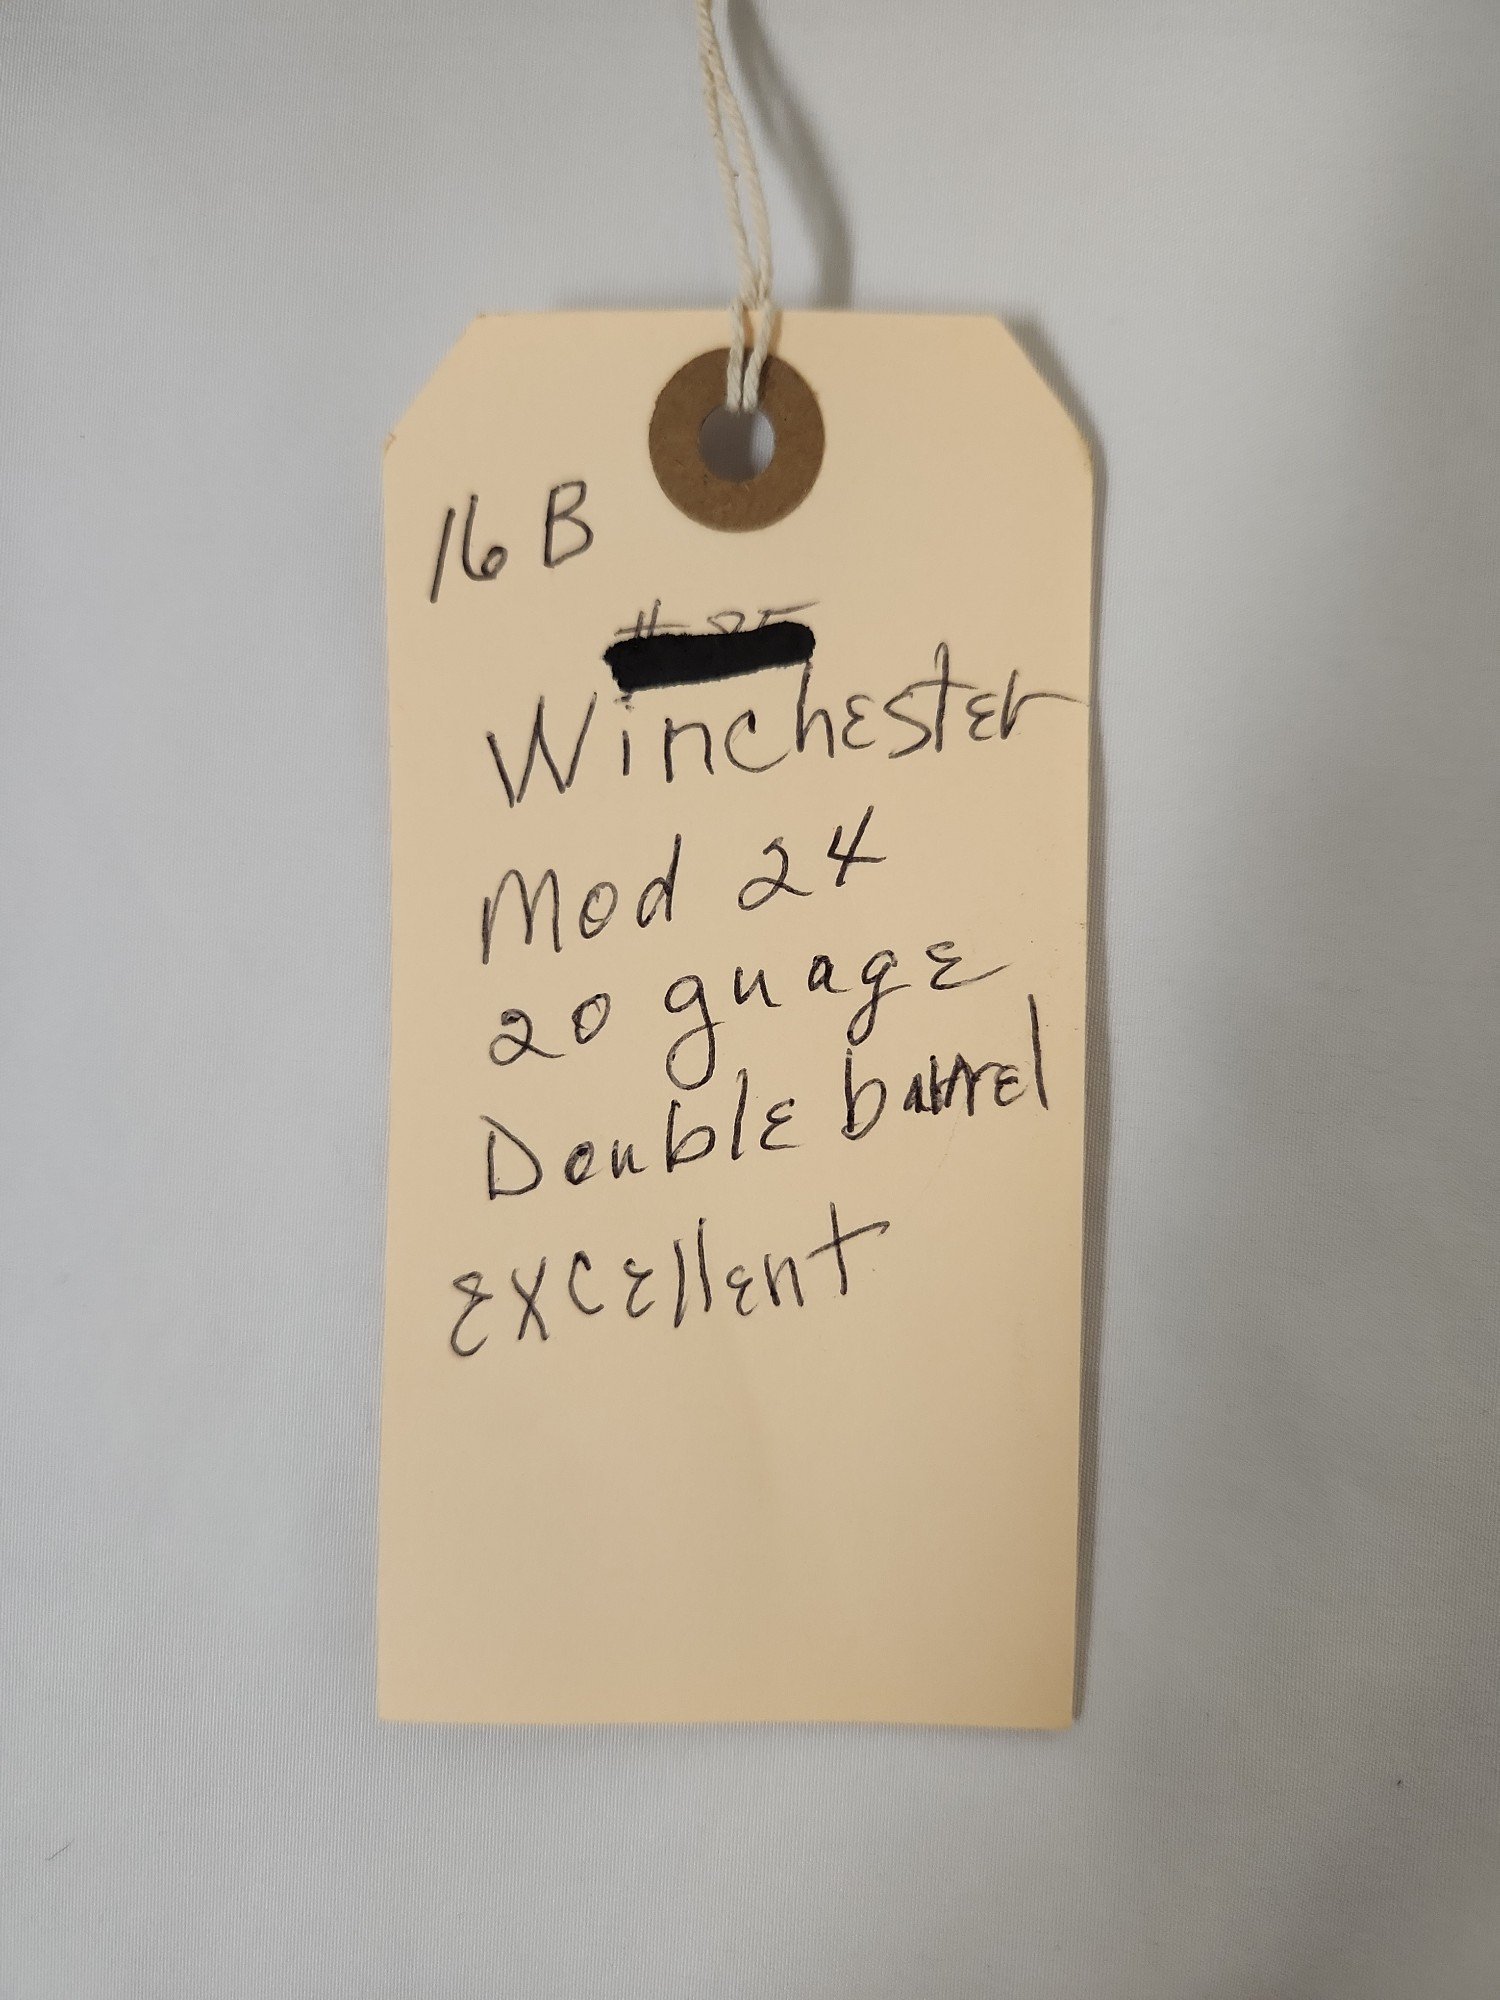 16 B
Winchester
Mod 24
20 guage
Double barrel
Excellent